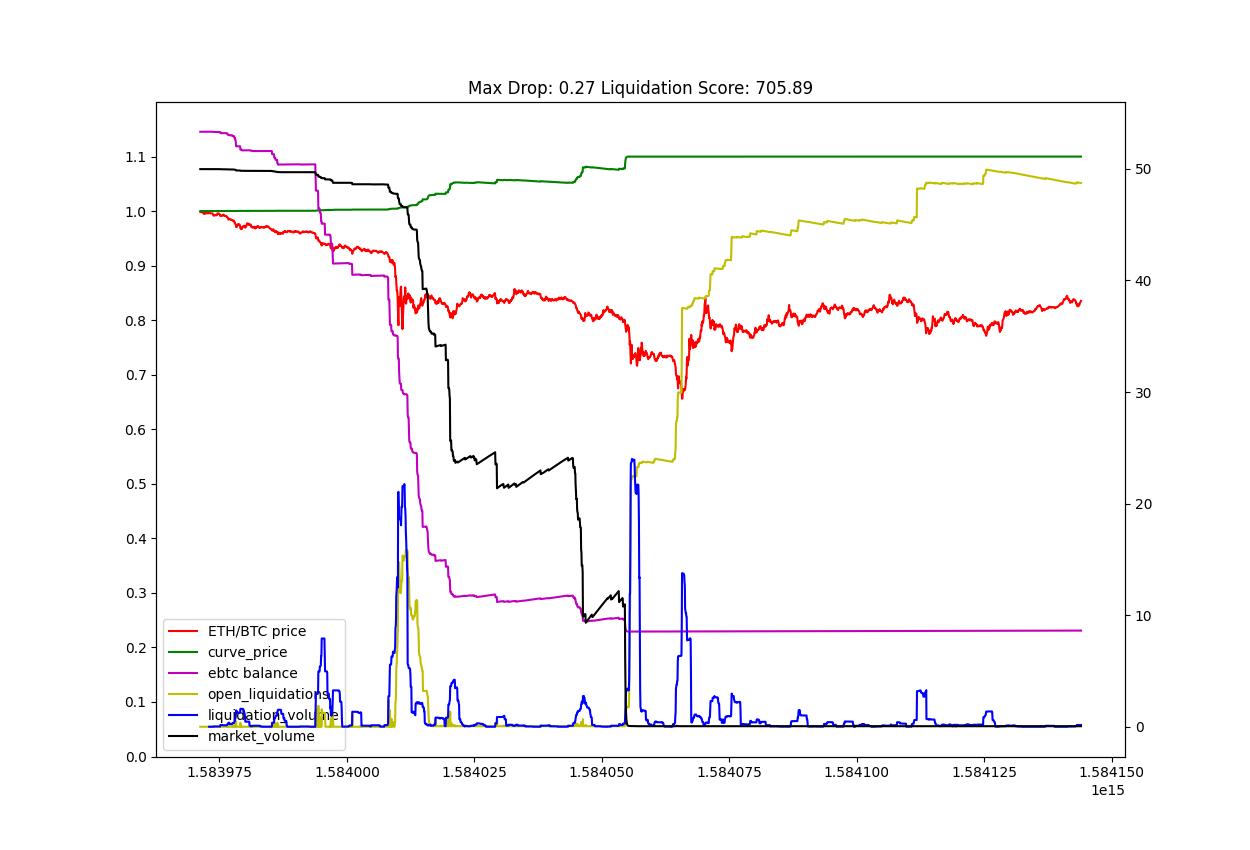 Max Drop: 0.27 Liquidation Score: 705.89
1.1
1.0
0.9
0.8
0.7
0.6
0.5
0.4
0.3
0.2
0.1
0.0
50
40
30
20
10
0
ETH/BTC price
curve_price
ebtc balance
open_liquidations
liquidation_volume
market_volume
1.583975 1.584000 1.584025 1.584050 1.584075 1.584100 1.584125 1.584150
1e15